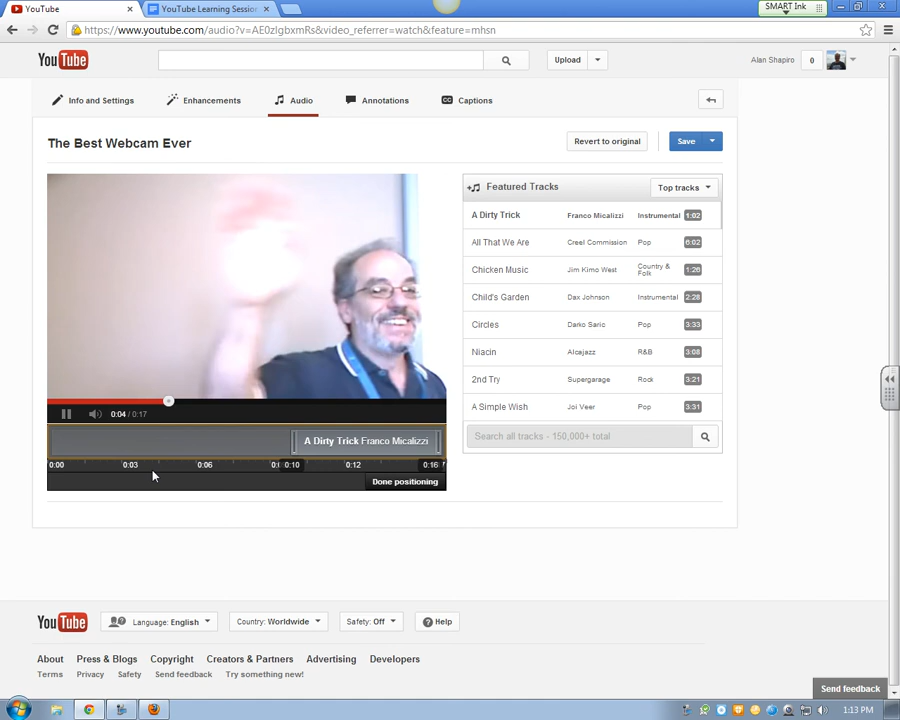 YouTube
YouTube Learning Sessio
SMART Ink
https://www.youtube.com/audio?v=AE0zIgbxmRs&video_referrer=watch&feature=mhsn
YouTube
Upload
Alan Shapiro
0
Info and Settings
Enhancements
Audio
Annotations
CC Captions
The Best Webcam Ever
Revert to original
Save
Featured Tracks
Top tracks
A Dirty Trick Franco Micalizzi Instrumental 1:02
All That We Are Creel Commission Pop 6:02
Chicken Music Jim Kimo West Country & Folk 1:26
Child's Garden Dax Johnson Instrumental 2:28
Circles Darko Saric Pop 3:33
Niacin Alcajazz R&B 3:08
2nd Try Supergarage Rock 3:21
A Simple Wish Joi Veer Pop 3:31
Search all tracks - 150,000+ total
0:04 / 0:17
A Dirty Trick Franco Micalizzi
0:00 0:03 0:06 0:10 0:12 0:16
Done positioning
YouTube
Language: English
Country: Worldwide
Safety: Off
Help
About Press & Blogs Copyright Creators & Partners Advertising Developers
Terms Privacy Safety Send feedback Try something new!
Send feedback
1:13 PM